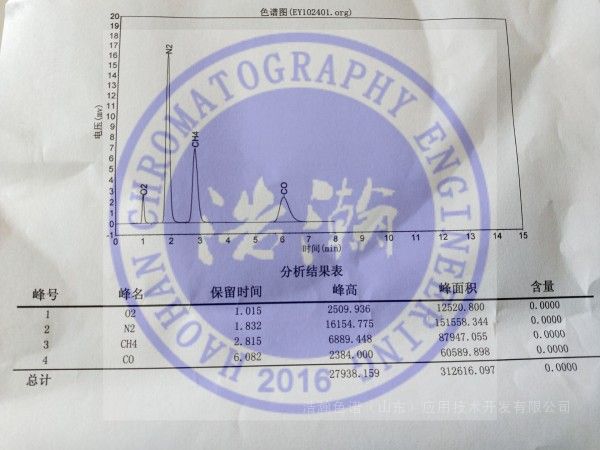 色谱图(EY102401.org)
20
19
18
17
16
15
14
13
12
11
10
9
8
7
6
5
4
3
2
1
0
-1
电压(mv)
O2
N2
CH4
CO
0 1 2 3 4 5 6 7 8 9 10 11 12 13 14 15
时间(min)
HAOHAN CHROMATOGRAPHY ENGINEERING
浩瀚
2016
分析结果表
峰号 峰名 保留时间 峰高 峰面积 含量
1 O2 1.015 2509.936 12520.800 0.0000
2 N2 1.832 16154.775 151558.344 0.0000
3 CH4 2.815 6889.448 87947.055 0.0000
4 CO 6.082 2384.000 60589.898 0.0000
总计 27938.159 312616.097 0.0000
浩瀚色谱（山东）应用技术开发有限公司